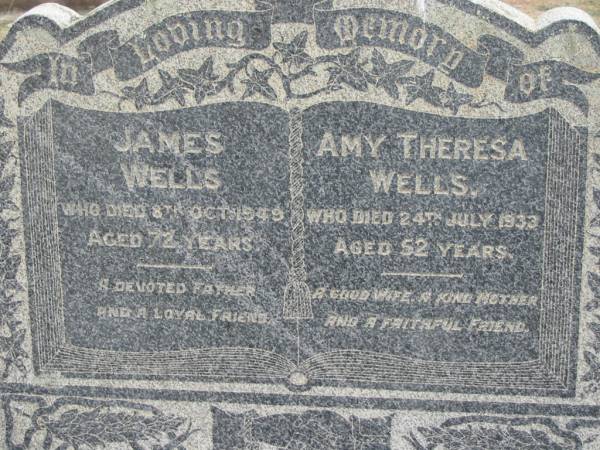 In Loving Memory of
JAMES
WELLS
WHO DIED 8TH OCT. 1949
AGED 72 YEARS.
A DEVOTED FATHER
AND A LOYAL FRIEND.
AMY THERESA
WELLS.
WHO DIED 24TH JULY 1933
AGED 52 YEARS.
A GOOD WIFE, A KIND MOTHER
AND A FAITHFUL FRIEND.